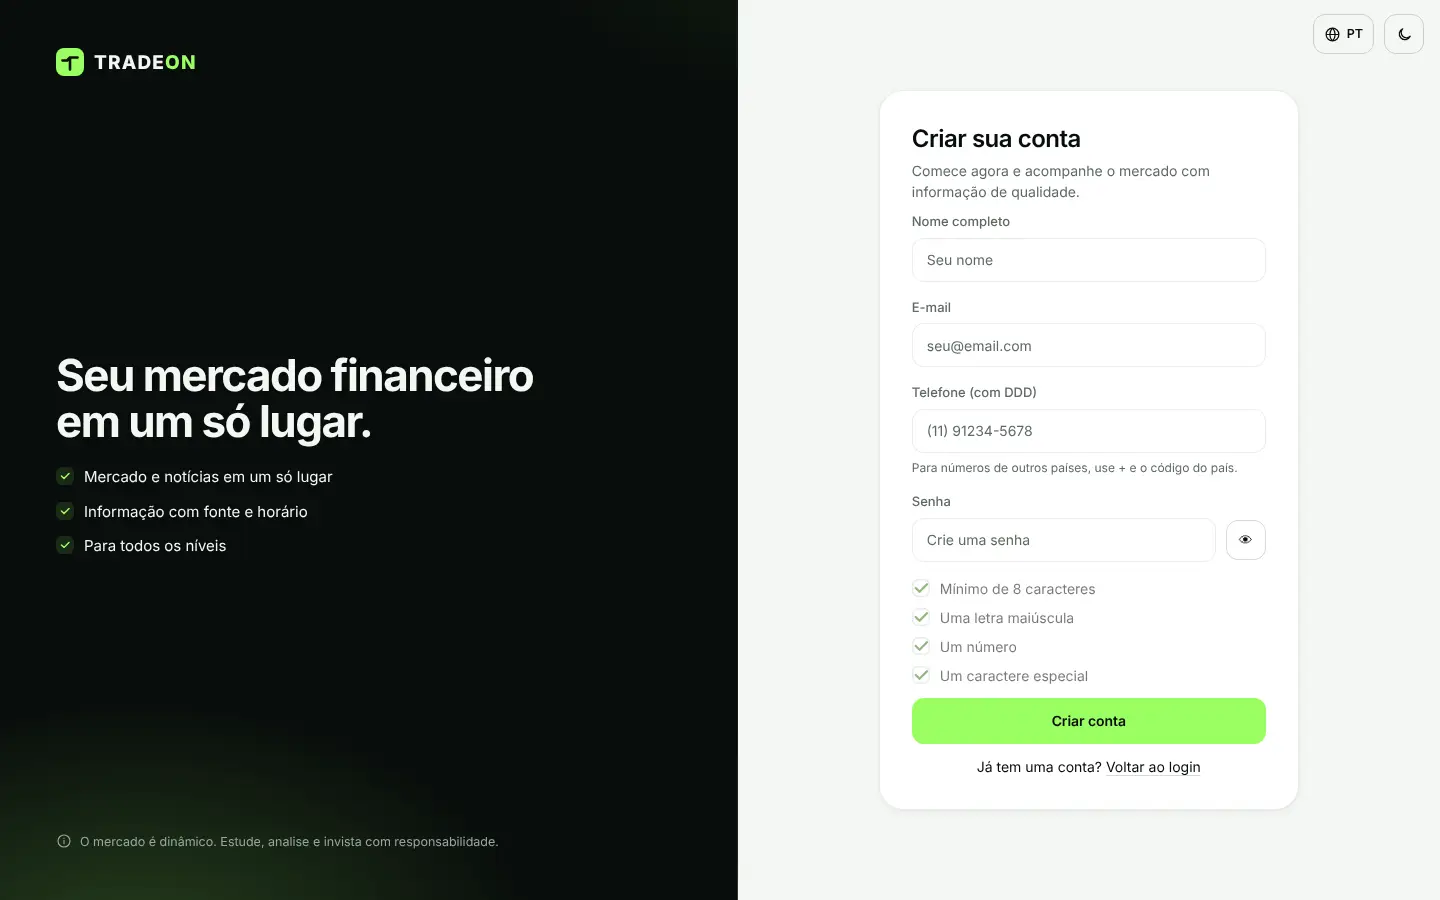 TRADEON
Seu mercado financeiro
em um só lugar.
Mercado e notícias em um só lugar
Informação com fonte e horário
Para todos os níveis
O mercado é dinâmico. Estude, analise e invista com responsabilidade.
PT
Criar sua conta
Comece agora e acompanhe o mercado com
informação de qualidade.
Nome completo
Seu nome
E-mail
seu@email.com
Telefone (com DDD)
(11) 91234-5678
Para números de outros países, use + e o código do país.
Senha
Crie uma senha
Mínimo de 8 caracteres
Uma letra maiúscula
Um número
Um caractere especial
Criar conta
Já tem uma conta? Voltar ao login